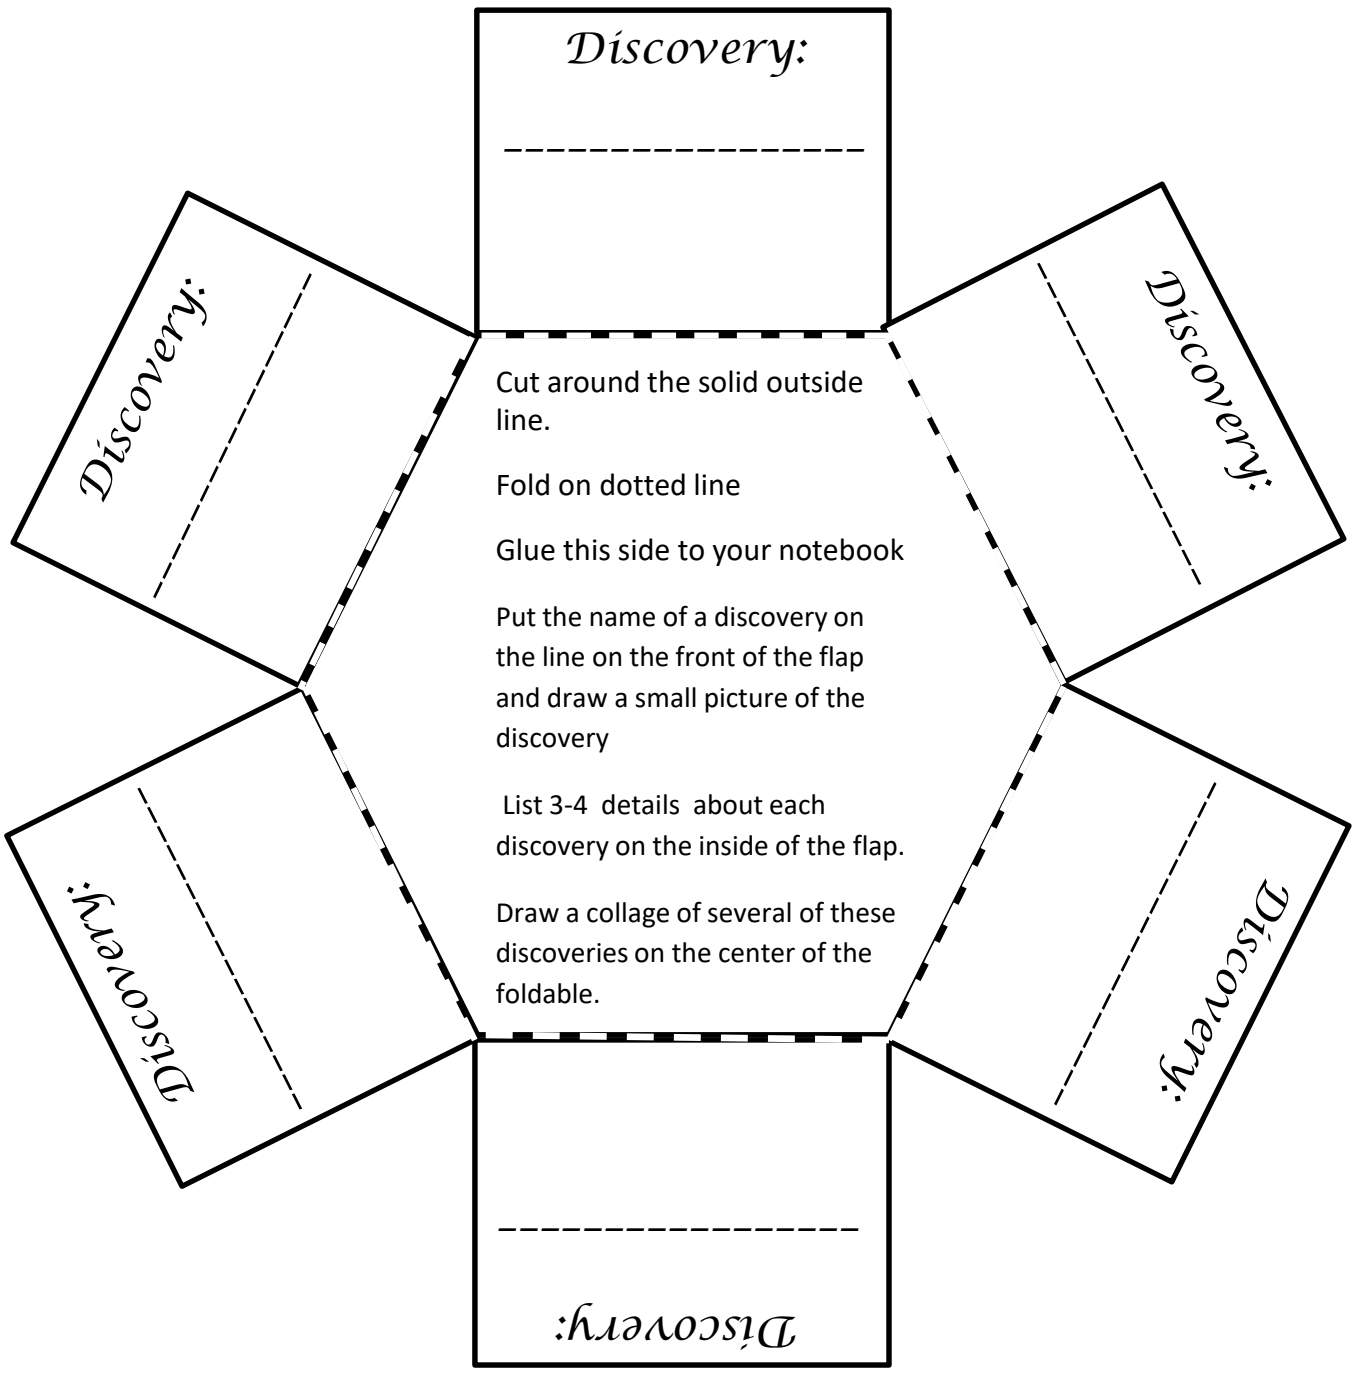 Discovery:
Discovery:
Discovery:
Cut around the solid outside
line.
Fold on dotted line
Glue this side to your notebook
Put the name of a discovery on
the line on the front of the flap
and draw a small picture of the
discovery
List 3-4 details about each
discovery on the inside of the flap.
Draw a collage of several of these
discoveries on the center of the
foldable.
Discovery:
Discovery:
Discovery: